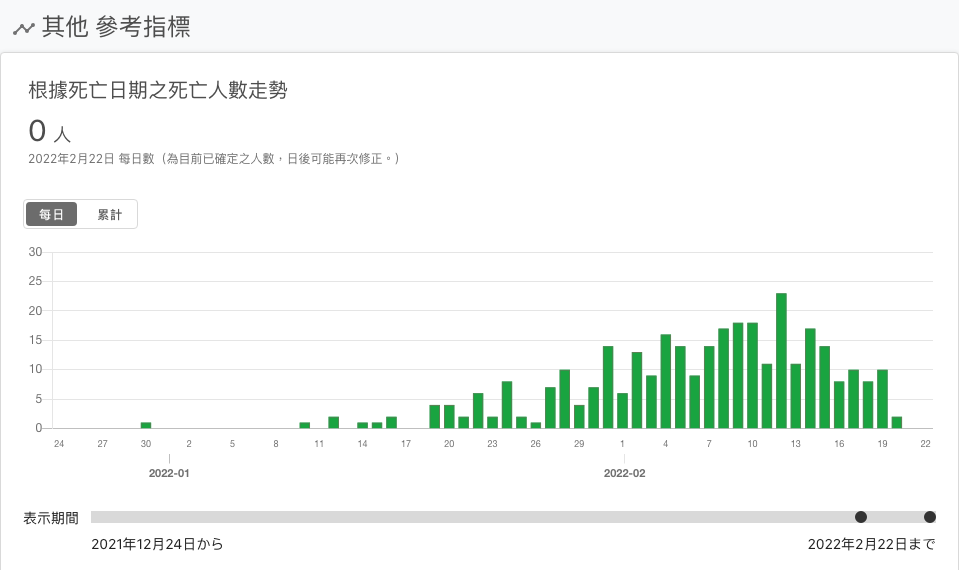 其他 參考指標
根據死亡日期之死亡人數走勢
0 人
2022年2月22日 每日數（為目前已確定之人數，日後可能再次修正。）
每日 累計
30
25
20
15
10
5
0
24 27 30 2 5 8 11 14 17 20 23 26 29 1 4 7 10 13 16 19 22
2022-01 2022-02
表示期間
2021年12月24日から 2022年2月22日まで